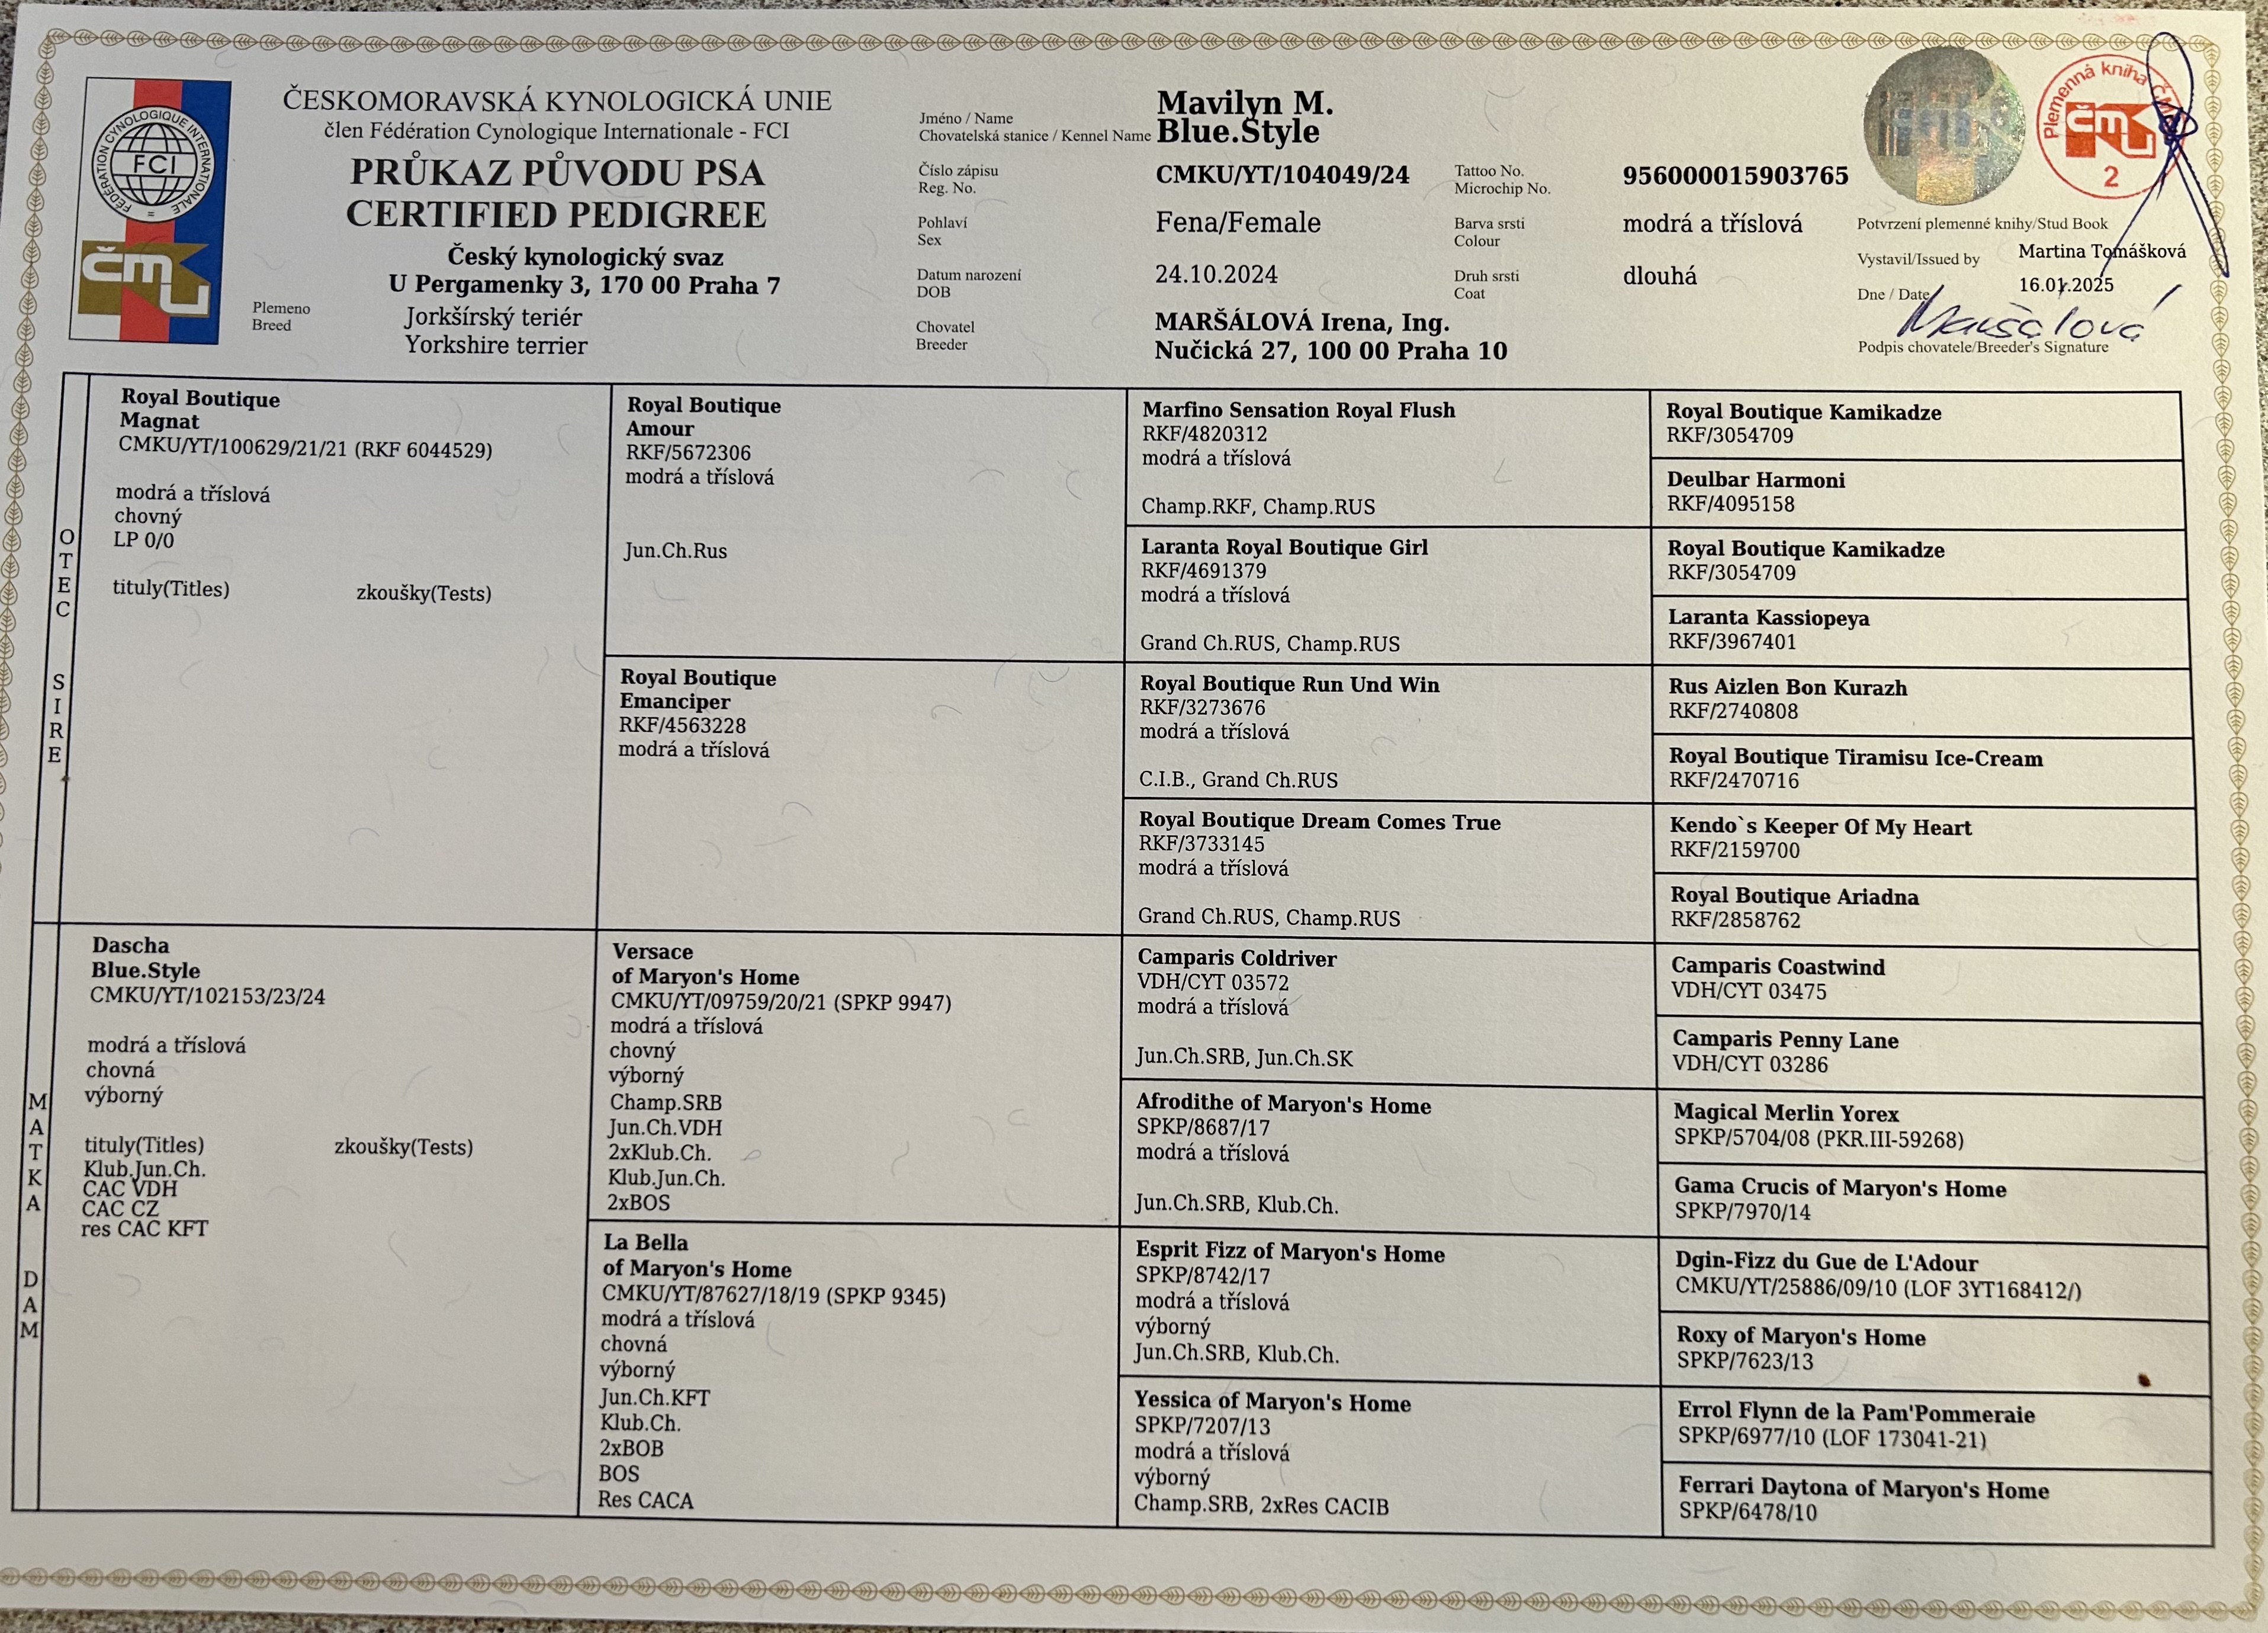 ČESKOMORAVSKÁ KYNOLOGICKÁ UNIE
člen Fédération Cynologique Internationale - FCI
PRŮKAZ PŮVODU PSA
CERTIFIED PEDIGREE
Český kynologický svaz
U Pergamenky 3, 170 00 Praha 7
Plemeno
Breed
Jorkšírský teriér
Yorkshire terrier
FÉDÉRATION CYNOLOGIQUE INTERNATIONALE
FCI
ČMKU
Jméno / Name
Chovatelská stanice / Kennel Name
Mavilyn M.
Blue.Style
Číslo zápisu
Reg. No.
CMKU/YT/104049/24
Tattoo No.
Microchip No.
956000015903765
Pohlaví
Sex
Fena/Female
Barva srsti
Colour
modrá a tříslová
Datum narození
DOB
24.10.2024
Druh srsti
Coat
dlouhá
Chovatel
Breeder
MARŠÁLOVÁ Irena, Ing.
Nučická 27, 100 00 Praha 10
Plemenná kniha ČMKU
2
Potvrzení plemenné knihy/Stud Book
Vystavil/Issued by
Martina Tomášková
Dne / Date
16.01.2025
Maršálová
Podpis chovatele/Breeder's Signature
OTEC SIRE
Royal Boutique
Magnat
CMKU/YT/100629/21/21 (RKF 6044529)
modrá a tříslová
chovný
LP 0/0
tituly(Titles) zkoušky(Tests)
Royal Boutique
Amour
RKF/5672306
modrá a tříslová
Jun.Ch.Rus
Royal Boutique
Emanciper
RKF/4563228
modrá a tříslová
Marfino Sensation Royal Flush
RKF/4820312
modrá a tříslová
Champ.RKF, Champ.RUS
Laranta Royal Boutique Girl
RKF/4691379
modrá a tříslová
Grand Ch.RUS, Champ.RUS
Royal Boutique Run Und Win
RKF/3273676
modrá a tříslová
C.I.B., Grand Ch.RUS
Royal Boutique Dream Comes True
RKF/3733145
modrá a tříslová
Grand Ch.RUS, Champ.RUS
Royal Boutique Kamikadze
RKF/3054709
Deulbar Harmoni
RKF/4095158
Royal Boutique Kamikadze
RKF/3054709
Laranta Kassiopeya
RKF/3967401
Rus Aizlen Bon Kurazh
RKF/2740808
Royal Boutique Tiramisu Ice-Cream
RKF/2470716
Kendo`s Keeper Of My Heart
RKF/2159700
Royal Boutique Ariadna
RKF/2858762
MATKA DAM
Dascha
Blue.Style
CMKU/YT/102153/23/24
modrá a tříslová
chovná
výborný
tituly(Titles) zkoušky(Tests)
Klub.Jun.Ch.
CAC VDH
CAC CZ
res CAC KFT
Versace
of Maryon's Home
CMKU/YT/09759/20/21 (SPKP 9947)
modrá a tříslová
chovný
výborný
Champ.SRB
Jun.Ch.VDH
2xKlub.Ch.
Klub.Jun.Ch.
2xBOS
La Bella
of Maryon's Home
CMKU/YT/87627/18/19 (SPKP 9345)
modrá a tříslová
chovná
výborný
Jun.Ch.KFT
Klub.Ch.
2xBOB
BOS
Res CACA
Camparis Coldriver
VDH/CYT 03572
modrá a tříslová
Jun.Ch.SRB, Jun.Ch.SK
Afrodithe of Maryon's Home
SPKP/8687/17
modrá a tříslová
Jun.Ch.SRB, Klub.Ch.
Esprit Fizz of Maryon's Home
SPKP/8742/17
modrá a tříslová
výborný
Jun.Ch.SRB, Klub.Ch.
Yessica of Maryon's Home
SPKP/7207/13
modrá a tříslová
výborný
Champ.SRB, 2xRes CACIB
Camparis Coastwind
VDH/CYT 03475
Camparis Penny Lane
VDH/CYT 03286
Magical Merlin Yorex
SPKP/5704/08 (PKR.III-59268)
Gama Crucis of Maryon's Home
SPKP/7970/14
Dgin-Fizz du Gue de L'Adour
CMKU/YT/25886/09/10 (LOF 3YT168412/)
Roxy of Maryon's Home
SPKP/7623/13
Errol Flynn de la Pam'Pommeraie
SPKP/6977/10 (LOF 173041-21)
Ferrari Daytona of Maryon's Home
SPKP/6478/10